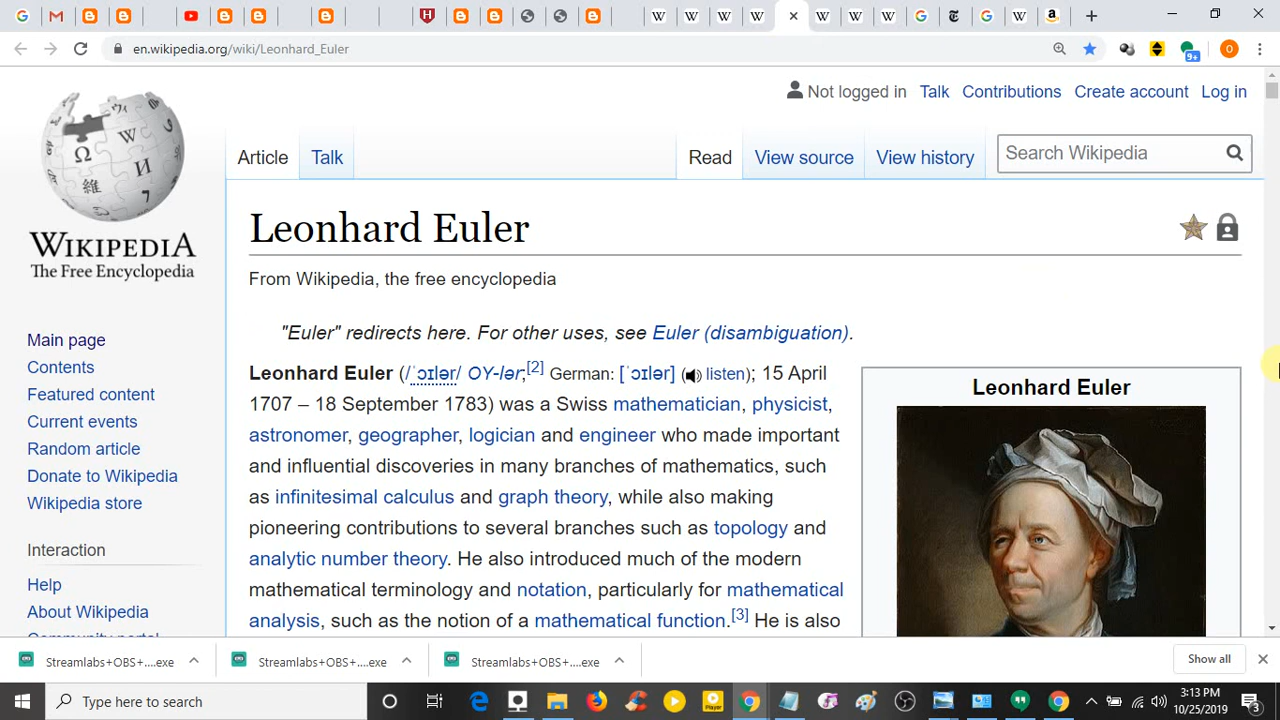 en.wikipedia.org/wiki/Leonhard_Euler
9+
O
Not logged in Talk Contributions Create account Log in
Article Talk Read View source View history Search Wikipedia
WIKIPEDIA
The Free Encyclopedia
Leonhard Euler
From Wikipedia, the free encyclopedia
"Euler" redirects here. For other uses, see Euler (disambiguation).
Leonhard Euler (/ˈɔɪlər/ OY-lər;[2] German: [ˈɔɪlər] (listen); 15 April
1707 – 18 September 1783) was a Swiss mathematician, physicist,
astronomer, geographer, logician and engineer who made important
and influential discoveries in many branches of mathematics, such
as infinitesimal calculus and graph theory, while also making
pioneering contributions to several branches such as topology and
analytic number theory. He also introduced much of the modern
mathematical terminology and notation, particularly for mathematical
analysis, such as the notion of a mathematical function.[3] He is also
Leonhard Euler
Main page
Contents
Featured content
Current events
Random article
Donate to Wikipedia
Wikipedia store
Interaction
Help
About Wikipedia
Community portal
Streamlabs+OBS+....exe Streamlabs+OBS+....exe Streamlabs+OBS+....exe Show all
Type here to search
Player
3:13 PM
10/25/2019
3